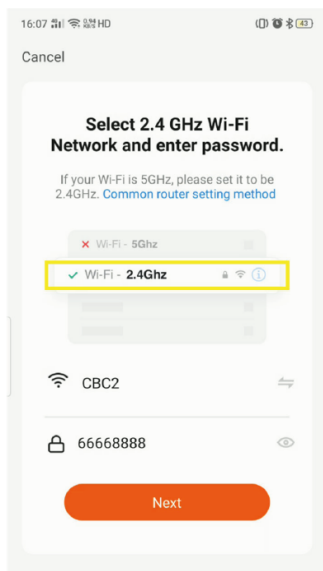 16:07 HD 43
Cancel
Select 2.4 GHz Wi-Fi
Network and enter password.
If your Wi-Fi is 5GHz, please set it to be
2.4GHz. Common router setting method
Wi-Fi - 5Ghz
Wi-Fi - 2.4Ghz
CBC2
66668888
Next